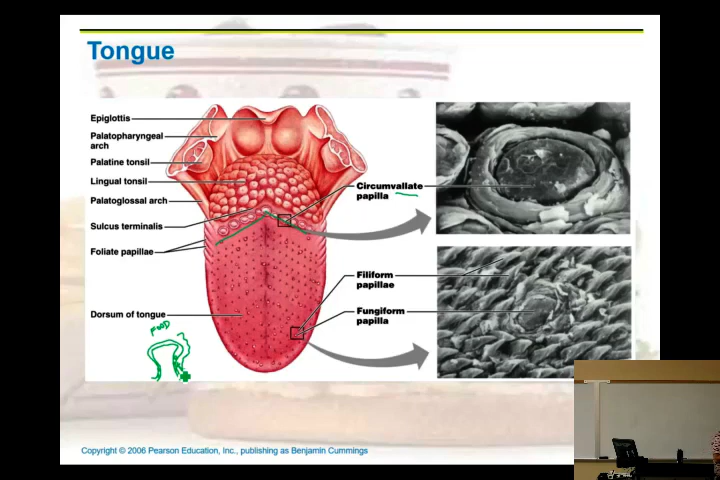 Tongue
Epiglottis
Palatopharyngeal
arch
Palatine tonsil
Lingual tonsil
Palatoglossal arch
Sulcus terminalis
Foliate papillae
Dorsum of tongue
Circumvallate
papilla
Filiform
papillae
Fungiform
papilla
FOOD
Copyright © 2006 Pearson Education, Inc., publishing as Benjamin Cummings